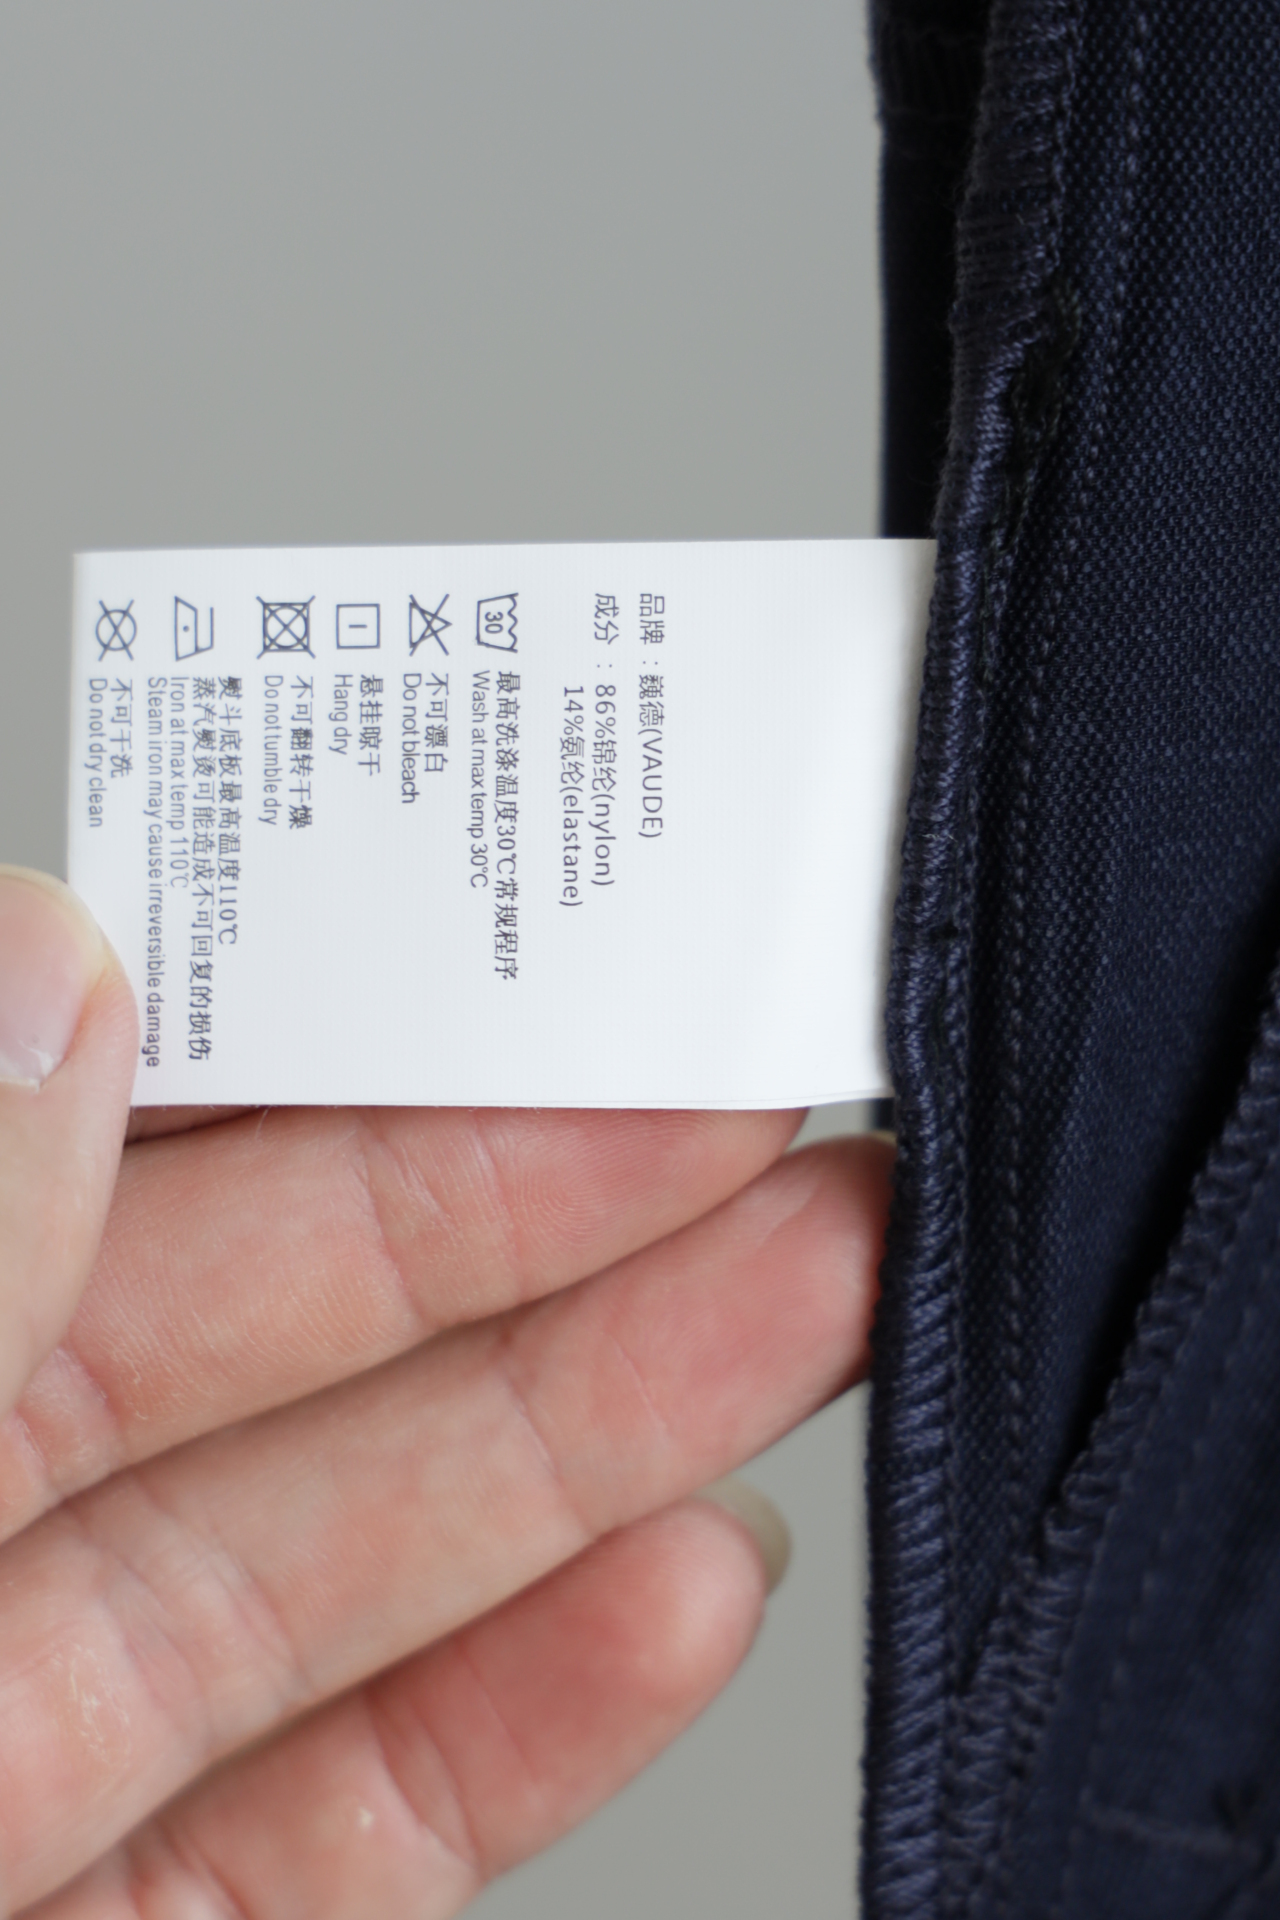 品牌：巍德(VAUDE)
成分：86%锦纶(nylon)
14%氨纶(elastane)
30
最高洗涤温度30℃常规程序
Wash at max temp 30℃
不可漂白
Do not bleach
悬挂晾干
Hang dry
不可翻转干燥
Do not tumble dry
熨斗底板最高温度110℃
蒸汽熨烫可能造成不可回复的损伤
Iron at max temp 110℃
Steam iron may cause irreversible damage
不可干洗
Do not dry clean